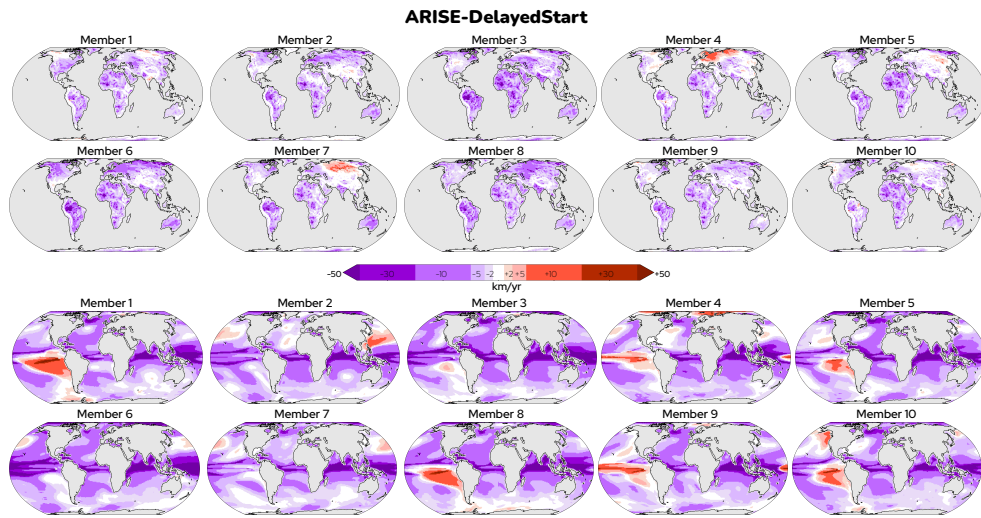 ARISE-DelayedStart
Member 1 Member 2 Member 3 Member 4 Member 5
Member 6 Member 7 Member 8 Member 9 Member 10
-50 -30 -10 -5 -2 +2 +5 +10 +30 +50
km/yr
Member 1 Member 2 Member 3 Member 4 Member 5
Member 6 Member 7 Member 8 Member 9 Member 10